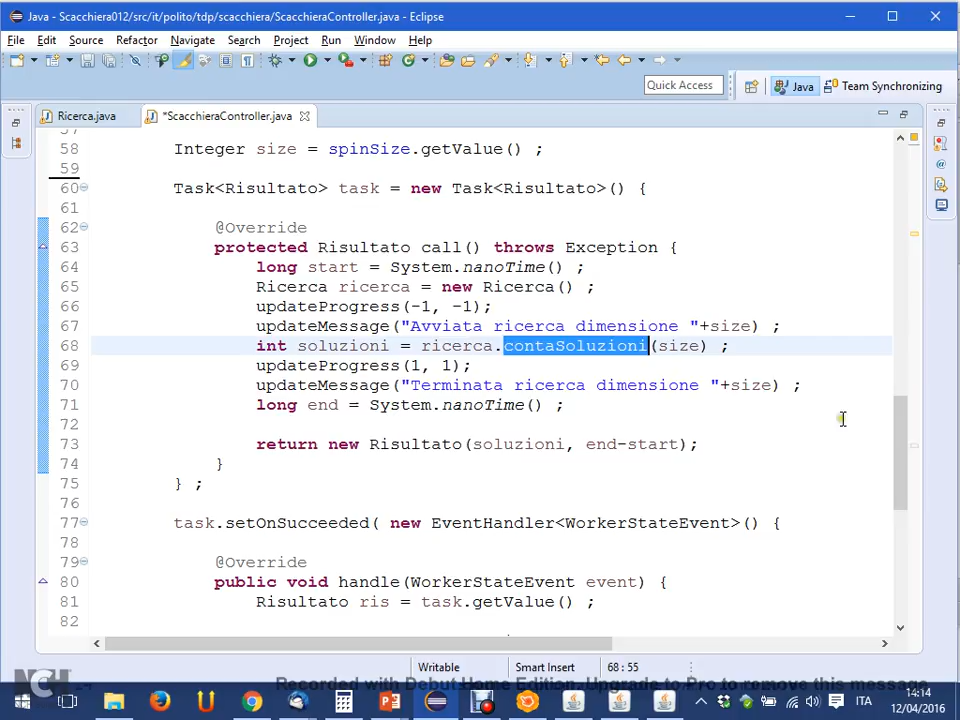 Java - Scacchiera012/src/it/polito/tdp/scacchiera/ScacchieraController.java - Eclipse
File Edit Source Refactor Navigate Search Project Run Window Help
Quick Access Java Team Synchronizing
Ricerca.java *ScacchieraController.java
57
58 Integer size = spinSize.getValue() ;
59
60 Task<Risultato> task = new Task<Risultato>() {
61
62 @Override
63 protected Risultato call() throws Exception {
64 long start = System.nanoTime() ;
65 Ricerca ricerca = new Ricerca() ;
66 updateProgress(-1, -1);
67 updateMessage("Avviata ricerca dimensione "+size) ;
68 int soluzioni = ricerca.contaSoluzioni(size) ;
69 updateProgress(1, 1);
70 updateMessage("Terminata ricerca dimensione "+size) ;
71 long end = System.nanoTime() ;
72
73 return new Risultato(soluzioni, end-start);
74 }
75 } ;
76
77 task.setOnSucceeded( new EventHandler<WorkerStateEvent>() {
78
79 @Override
80 public void handle(WorkerStateEvent event) {
81 Risultato ris = task.getValue() ;
82
Writable Smart Insert 68 : 55
NCH
Recorded with Debut Home Edition. Upgrade to Pro to remove this message
ITA
14:14
12/04/2016